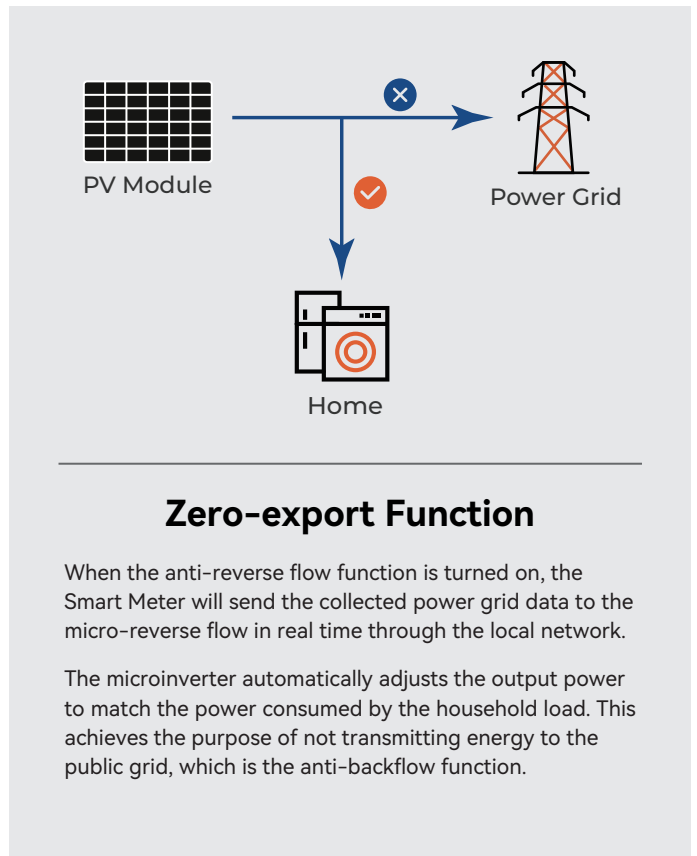 PV Module
Power Grid
Home
Zero-export Function
When the anti-reverse flow function is turned on, the
Smart Meter will send the collected power grid data to the
micro-reverse flow in real time through the local network.
The microinverter automatically adjusts the output power
to match the power consumed by the household load. This
achieves the purpose of not transmitting energy to the
public grid, which is the anti-backflow function.